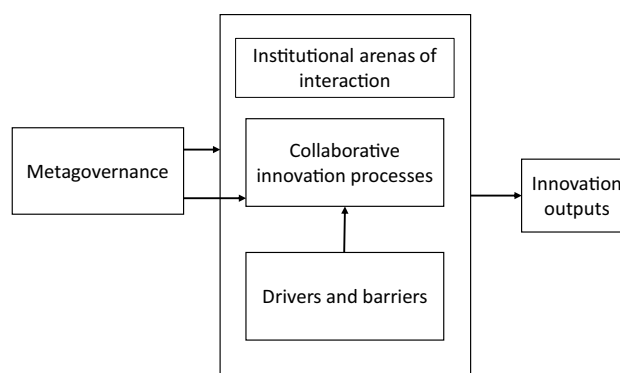 Institutional arenas of
interaction
Metagovernance
Collaborative
innovation processes
Drivers and barriers
Innovation
outputs